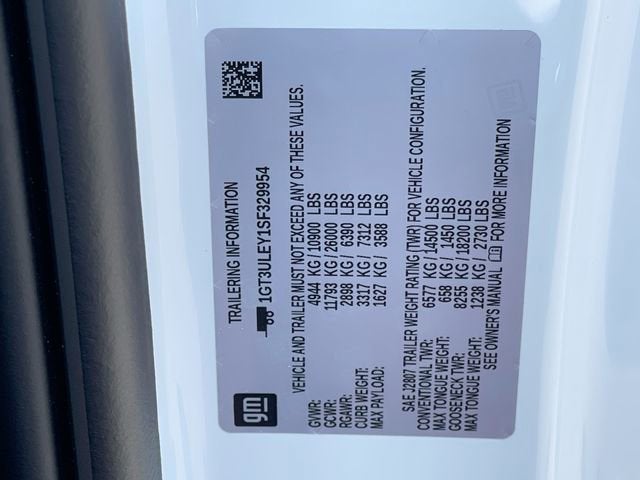 gm
TRAILERING INFORMATION
1GT3ULEY1SF329954
VEHICLE AND TRAILER MUST NOT EXCEED ANY OF THESE VALUES.
GVWR: 4944 KG / 10900 LBS
GCWR: 11793 KG / 26000 LBS
RGAWR: 2898 KG / 6390 LBS
CURB WEIGHT: 3317 KG / 7312 LBS
MAX PAYLOAD: 1627 KG / 3588 LBS
SAE J2807 TRAILER WEIGHT RATING (TWR) FOR VEHICLE CONFIGURATION.
CONVENTIONAL TWR: 6577 KG / 14500 LBS
MAX TONGUE WEIGHT: 658 KG / 1450 LBS
GOOSENECK TWR: 8255 KG / 18200 LBS
MAX TONGUE WEIGHT: 1238 KG / 2730 LBS
SEE OWNER'S MANUAL FOR MORE INFORMATION